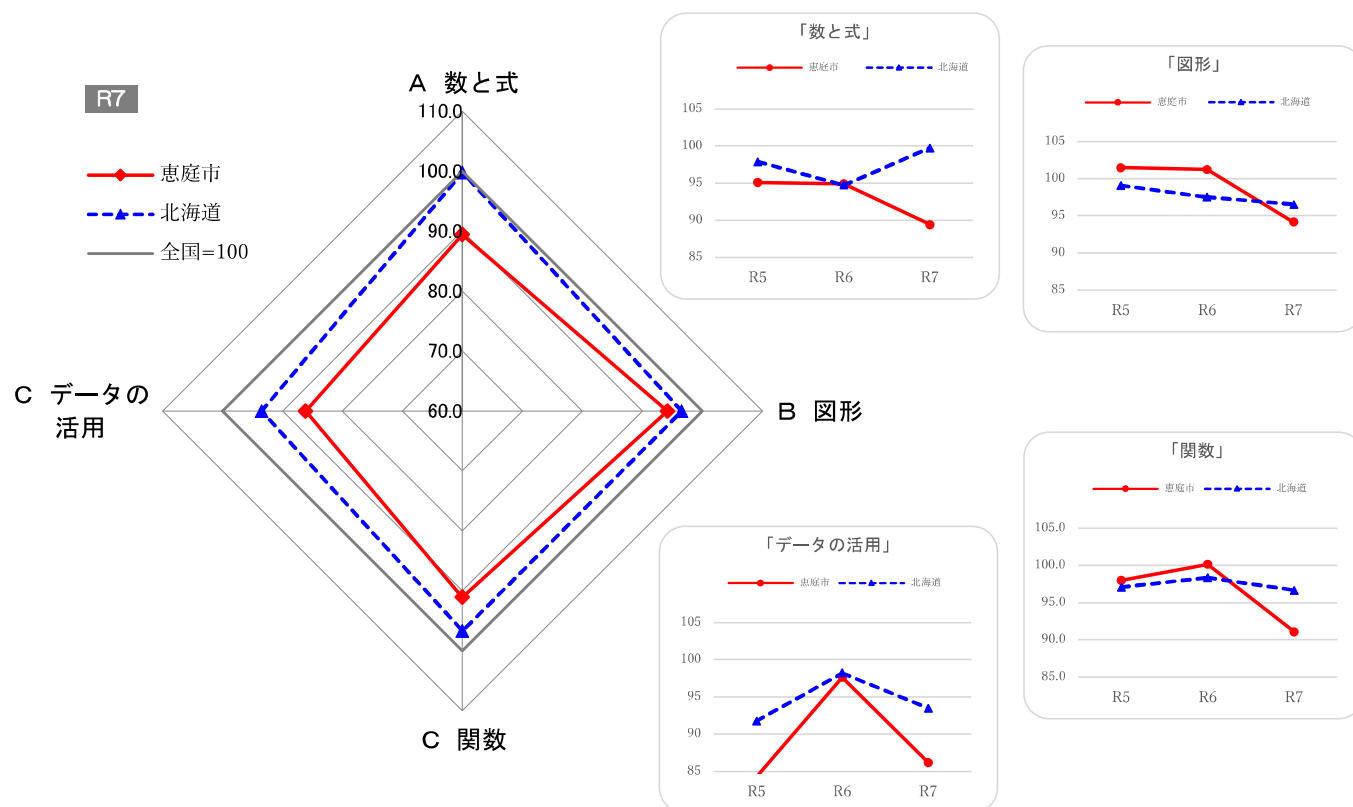 R7
恵庭市
北海道
全国=100
A 数と式
110.0
100.0
90.0
80.0
70.0
60.0
B 図形
C 関数
C データの
活用
「数と式」
恵庭市 北海道
105
100
95
90
85
R5 R6 R7
「図形」
恵庭市 北海道
105
100
95
90
85
R5 R6 R7
「関数」
恵庭市 北海道
105.0
100.0
95.0
90.0
85.0
R5 R6 R7
「データの活用」
恵庭市 北海道
105
100
95
90
85
R5 R6 R7